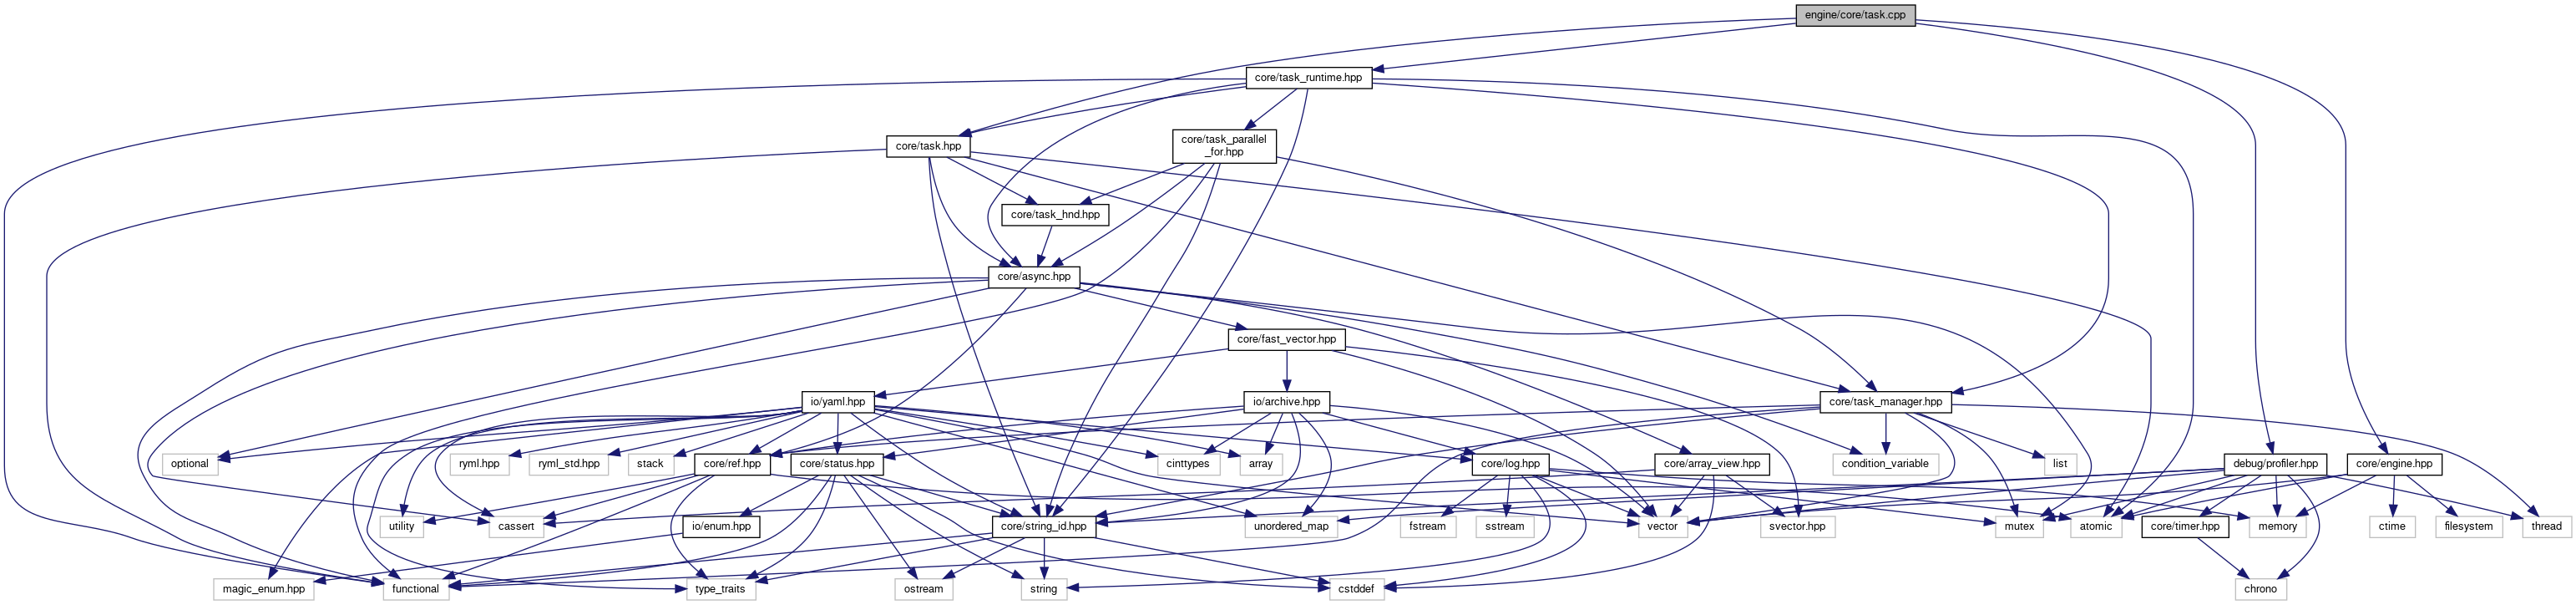 engine/core/task.cpp
core/task_runtime.hpp
core/task.hpp
core/task_parallel
_for.hpp
core/task_hnd.hpp
core/async.hpp
core/fast_vector.hpp
io/yaml.hpp
io/archive.hpp
core/task_manager.hpp
optional
ryml.hpp
ryml_std.hpp
stack
core/ref.hpp
core/status.hpp
cinttypes
array
core/log.hpp
core/array_view.hpp
condition_variable
list
debug/profiler.hpp
core/engine.hpp
utility
cassert
io/enum.hpp
core/string_id.hpp
unordered_map
fstream
sstream
vector
svector.hpp
mutex
atomic
core/timer.hpp
memory
ctime
filesystem
thread
magic_enum.hpp
functional
type_traits
ostream
string
cstddef
chrono